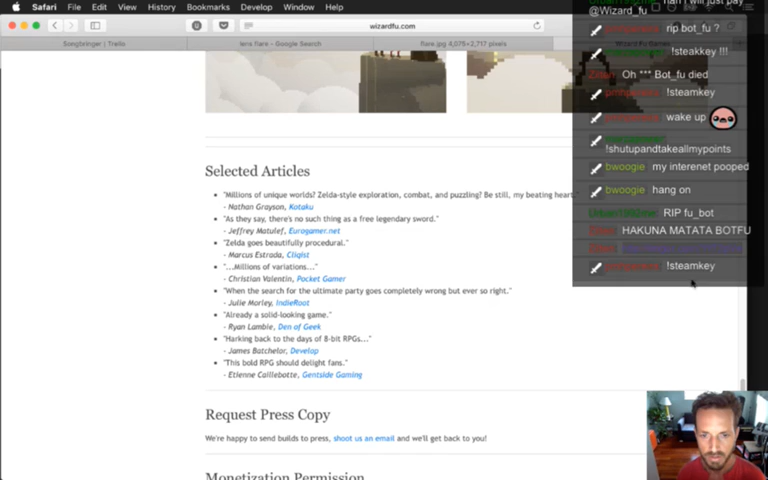 Safari File Edit View History Bookmarks Develop Window Help
wizardfu.com
Songbringer | Trello
lens flare - Google Search
flare.jpg 4,075×2,717 pixels
Wizard Fu Games
nah I will just pay
@Wizard_fu
rip bot_fu ?
!steakkey !!!
Oh *** Bot_fu died
!steamkey
wake up
!shutupandtakeallmypoints
bwoogie my interenet pooped
bwoogie hang on
RIP fu_bot
HAKUNA MATATA BOTFU
!steamkey
Selected Articles
"Millions of unique worlds? Zelda-style exploration, combat, and puzzling? Be still, my beating heart.
- Nathan Grayson, Kotaku
"As they say, there's no such thing as a free legendary sword."
- Jeffrey Matulef, Eurogamer.net
"Zelda goes beautifully procedural."
- Marcus Estrada, Cliqist
"...Millions of variations..."
- Christian Valentin, Pocket Gamer
"When the search for the ultimate party goes completely wrong but ever so right."
- Julie Morley, IndieRoot
"Already a solid-looking game."
- Ryan Lambie, Den of Geek
"Harking back to the days of 8-bit RPGs..."
- James Batchelor, Develop
"This bold RPG should delight fans."
- Etienne Caillebotte, Gentside Gaming
Request Press Copy
We're happy to send builds to press, shoot us an email and we'll get back to you!
Monetization Permission